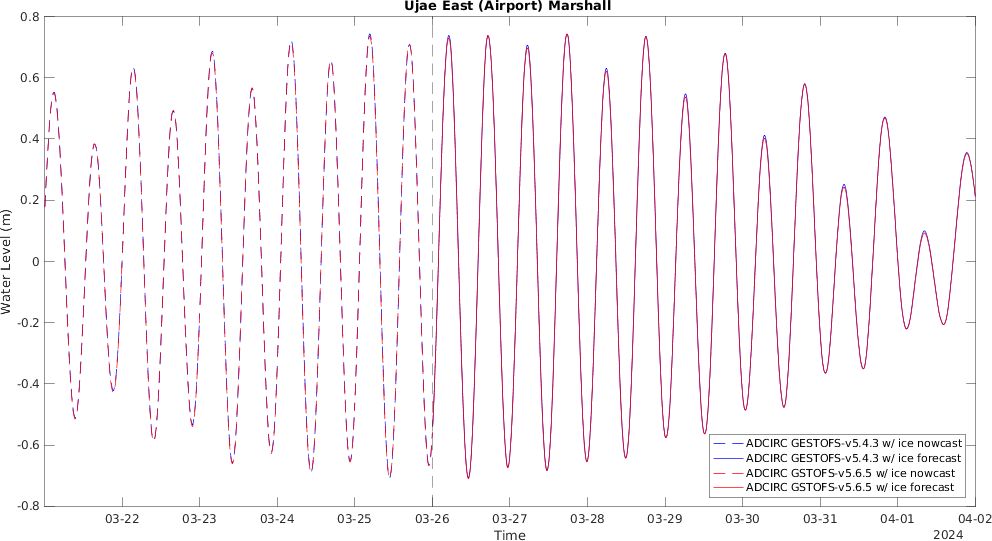 Ujae East (Airport) Marshall
0.8
0.6
0.4
0.2
0
-0.2
-0.4
-0.6
-0.8
Water Level (m)
ADCIRC GESTOFS-v5.4.3 w/ ice nowcast
ADCIRC GESTOFS-v5.4.3 w/ ice forecast
ADCIRC GSTOFS-v5.6.5 w/ ice nowcast
ADCIRC GSTOFS-v5.6.5 w/ ice forecast
03-22 03-23 03-24 03-25 03-26 03-27 03-28 03-29 03-30 03-31 04-01 04-02
Time
2024